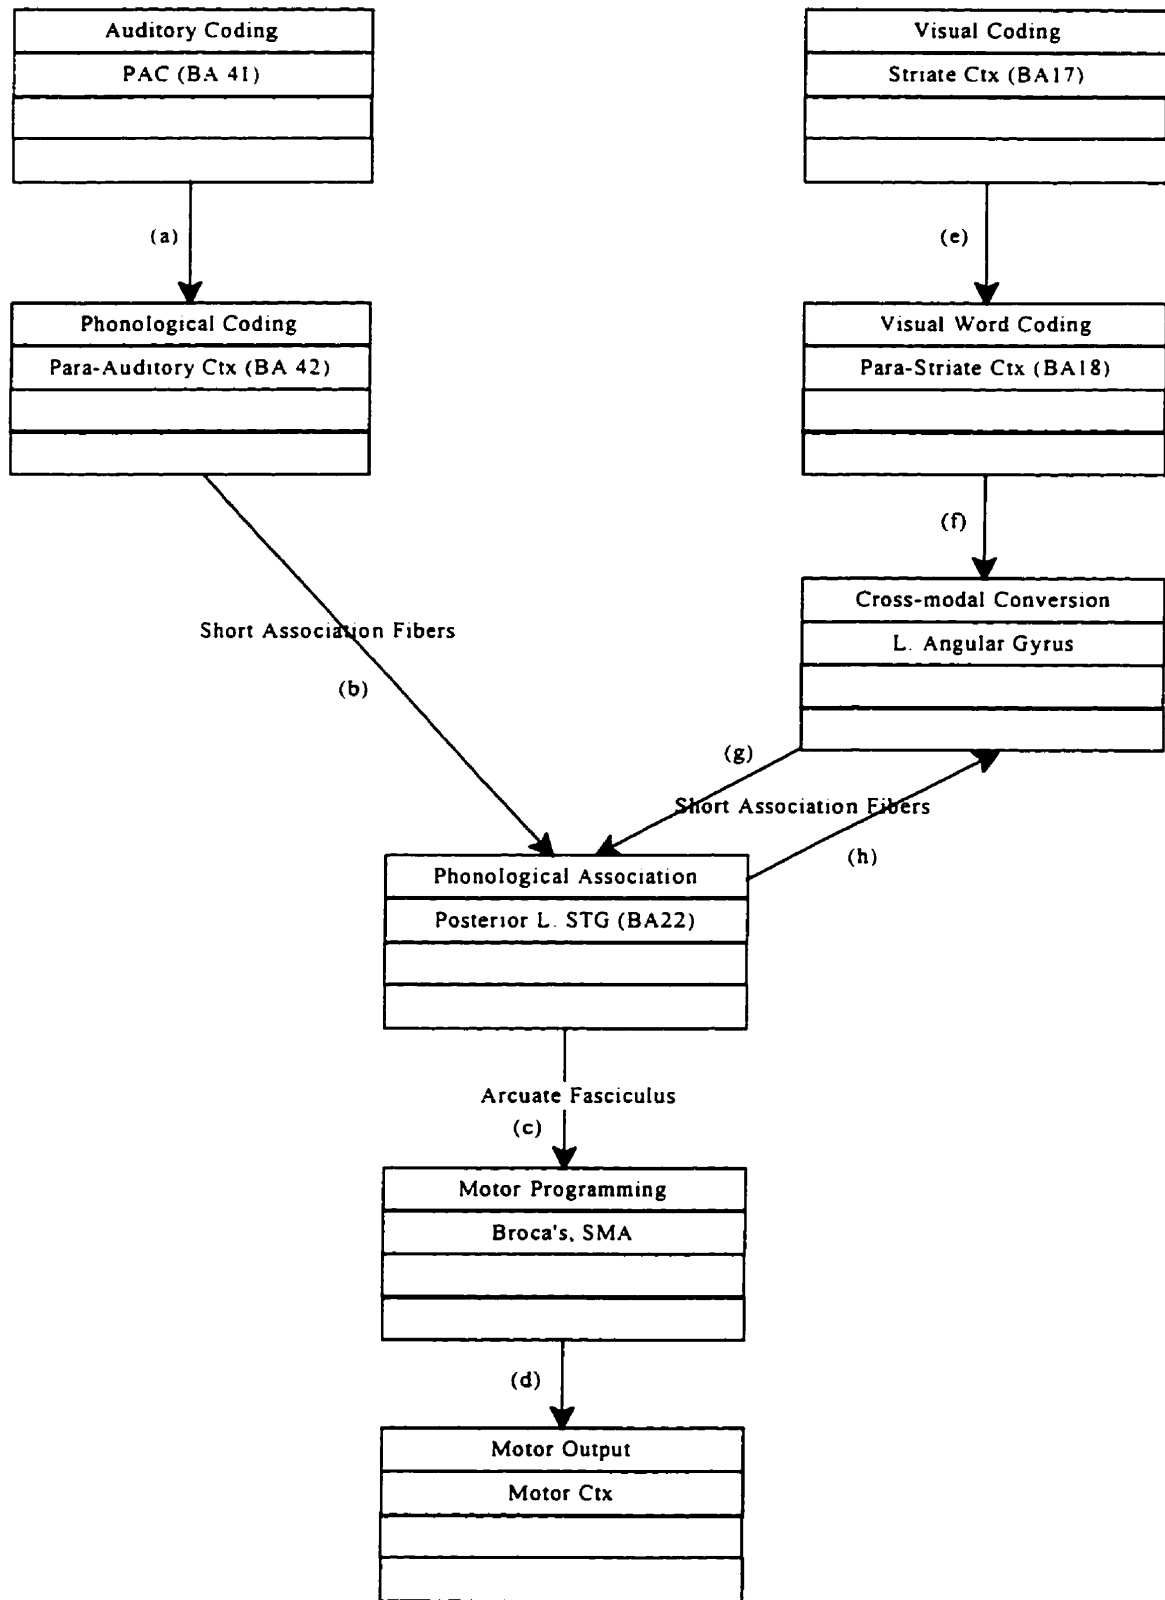 Auditory Coding
PAC (BA 41)
Visual Coding
Striate Ctx (BA17)
(a)
(e)
Phonological Coding
Para-Auditory Ctx (BA 42)
Visual Word Coding
Para-Striate Ctx (BA18)
(f)
Cross-modal Conversion
L. Angular Gyrus
Short Association Fibers
(b)
(g)
Short Association Fibers
(h)
Phonological Association
Posterior L. STG (BA22)
Arcuate Fasciculus
(c)
Motor Programming
Broca's, SMA
(d)
Motor Output
Motor Ctx